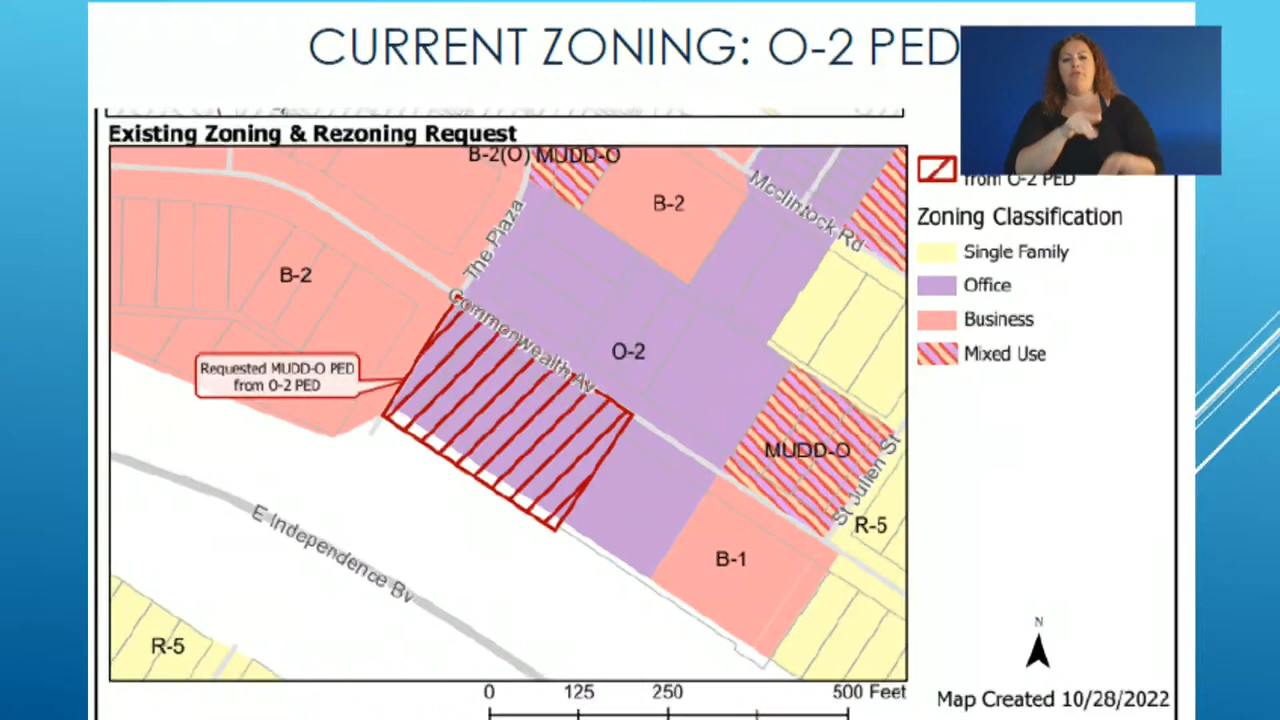 CURRENT ZONING: O-2 PED
Existing Zoning & Rezoning Request
B-2(O)
MUDD-O
B-2
Mcclintock Rd
The Plaza
B-2
Commonwealth Av
O-2
Requested MUDD-O PED
from O-2 PED
MUDD-O
St Julien St
R-5
B-1
E Independence Bv
R-5
from O-2 PED
Zoning Classification
Single Family
Office
Business
Mixed Use
N
0 125 250 500 Feet
Map Created 10/28/2022